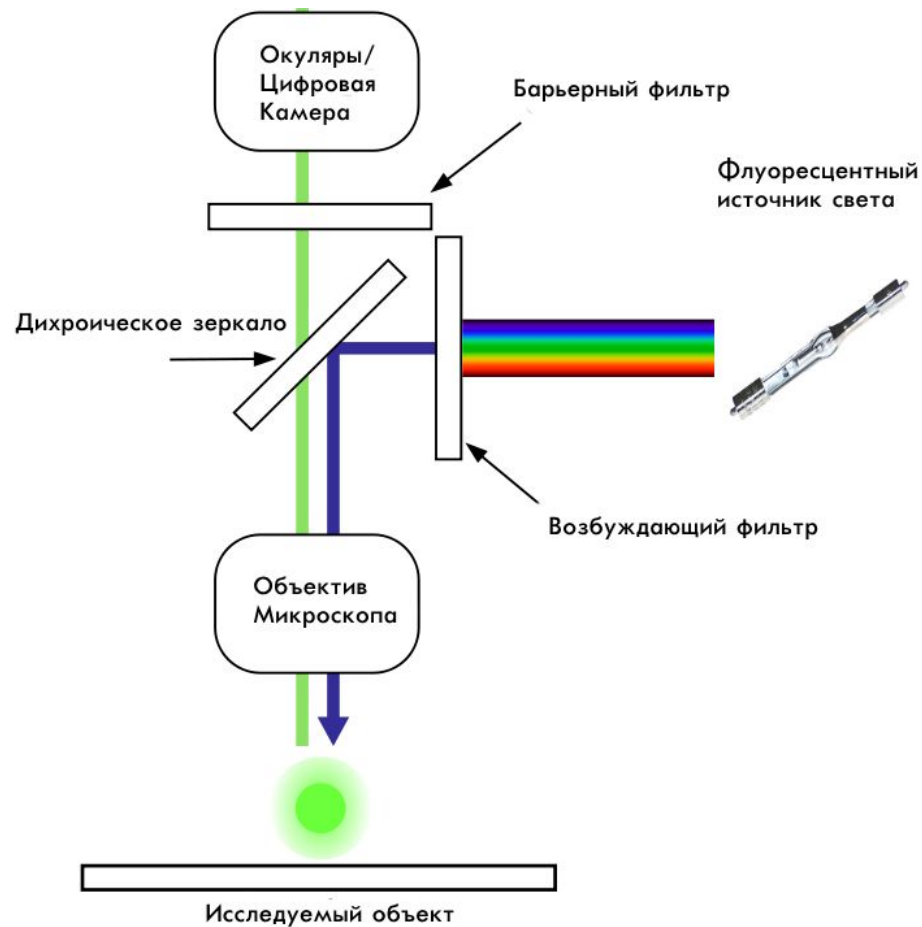 Окуляры/
Цифровая
Камера
Барьерный фильтр
Флуоресцентный
источник света
Дихроическое зеркало
Возбуждающий фильтр
Объектив
Микроскопа
Исследуемый объект